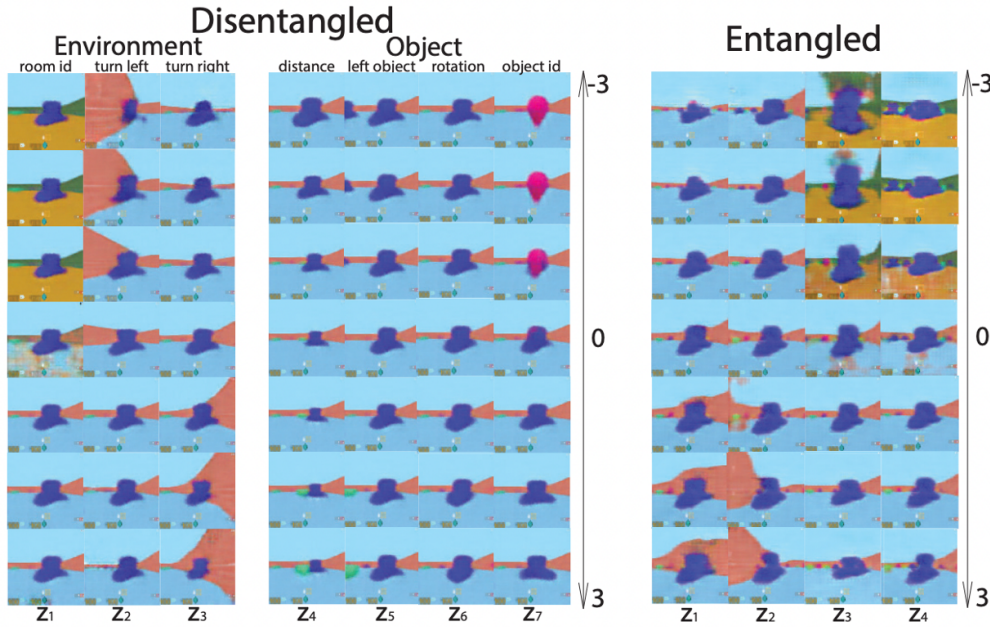 Disentangled
Environment
Object
Entangled
room id turn left turn right
distance left object rotation object id
-3
0
3
-3
0
3
z1 z2 z3
z4 z5 z6 z7
z1 z2 z3 z4